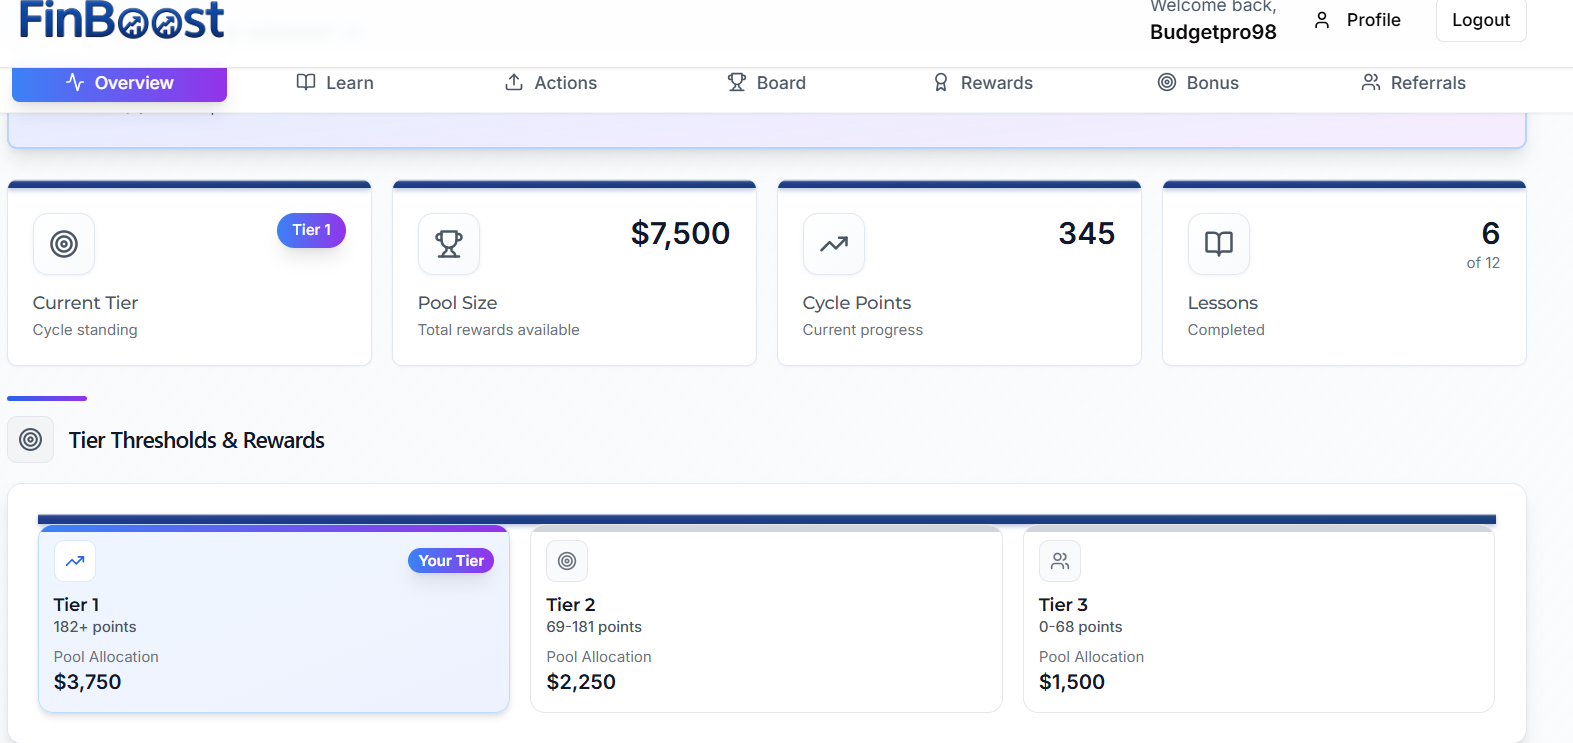 FinBoost
Welcome back,
Budgetpro98
Profile
Logout
Overview
Learn
Actions
Board
Rewards
Bonus
Referrals
Tier 1
Current Tier
Cycle standing
$7,500
Pool Size
Total rewards available
345
Cycle Points
Current progress
6
of 12
Lessons
Completed
Tier Thresholds & Rewards
Your Tier
Tier 1
182+ points
Pool Allocation
$3,750
Tier 2
69-181 points
Pool Allocation
$2,250
Tier 3
0-68 points
Pool Allocation
$1,500